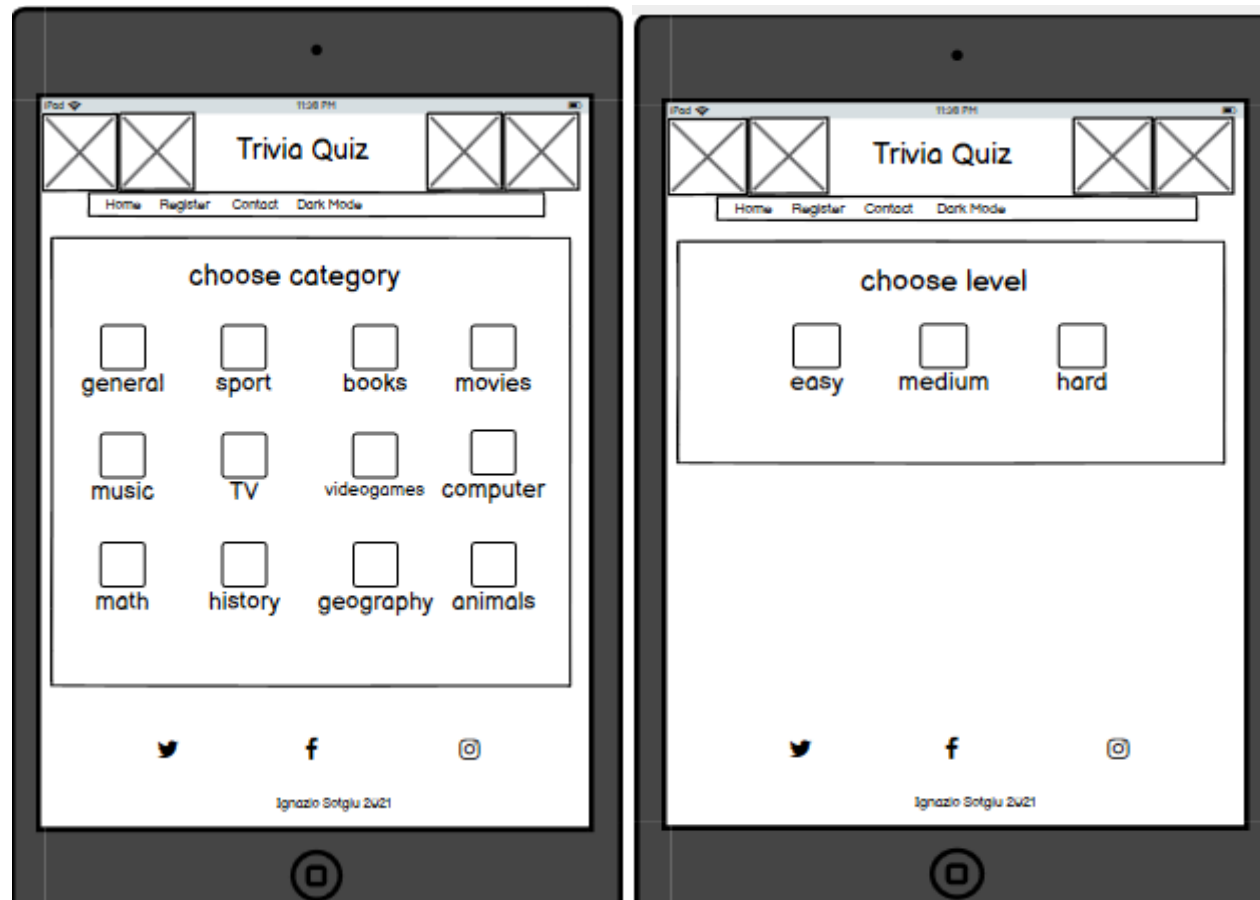 iPad 11:38 PM
Trivia Quiz
Home Register Contact Dark Mode
choose category
general sport books movies
music TV videogames computer
math history geography animals
Ignazio Sotgiu 2021
iPad 11:38 PM
Trivia Quiz
Home Register Contact Dark Mode
choose level
easy medium hard
Ignazio Sotgiu 2021